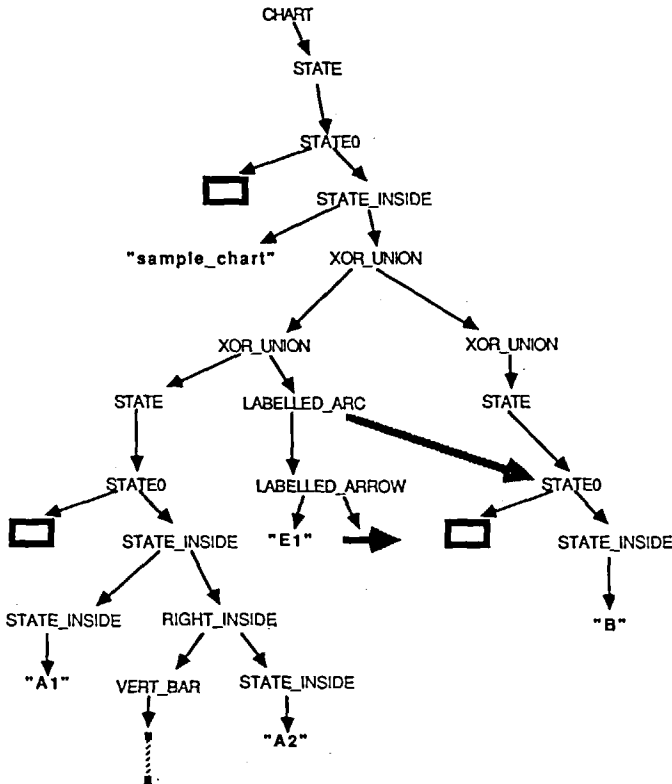 CHART
STATE
STATE0
STATE_INSIDE
"sample_chart"
XOR_UNION
XOR_UNION
XOR_UNION
STATE
LABELLED_ARC
STATE
STATE0
LABELLED_ARROW
STATE0
STATE_INSIDE
"E1"
STATE_INSIDE
STATE_INSIDE
RIGHT_INSIDE
"B"
"A1"
VERT_BAR
STATE_INSIDE
"A2"